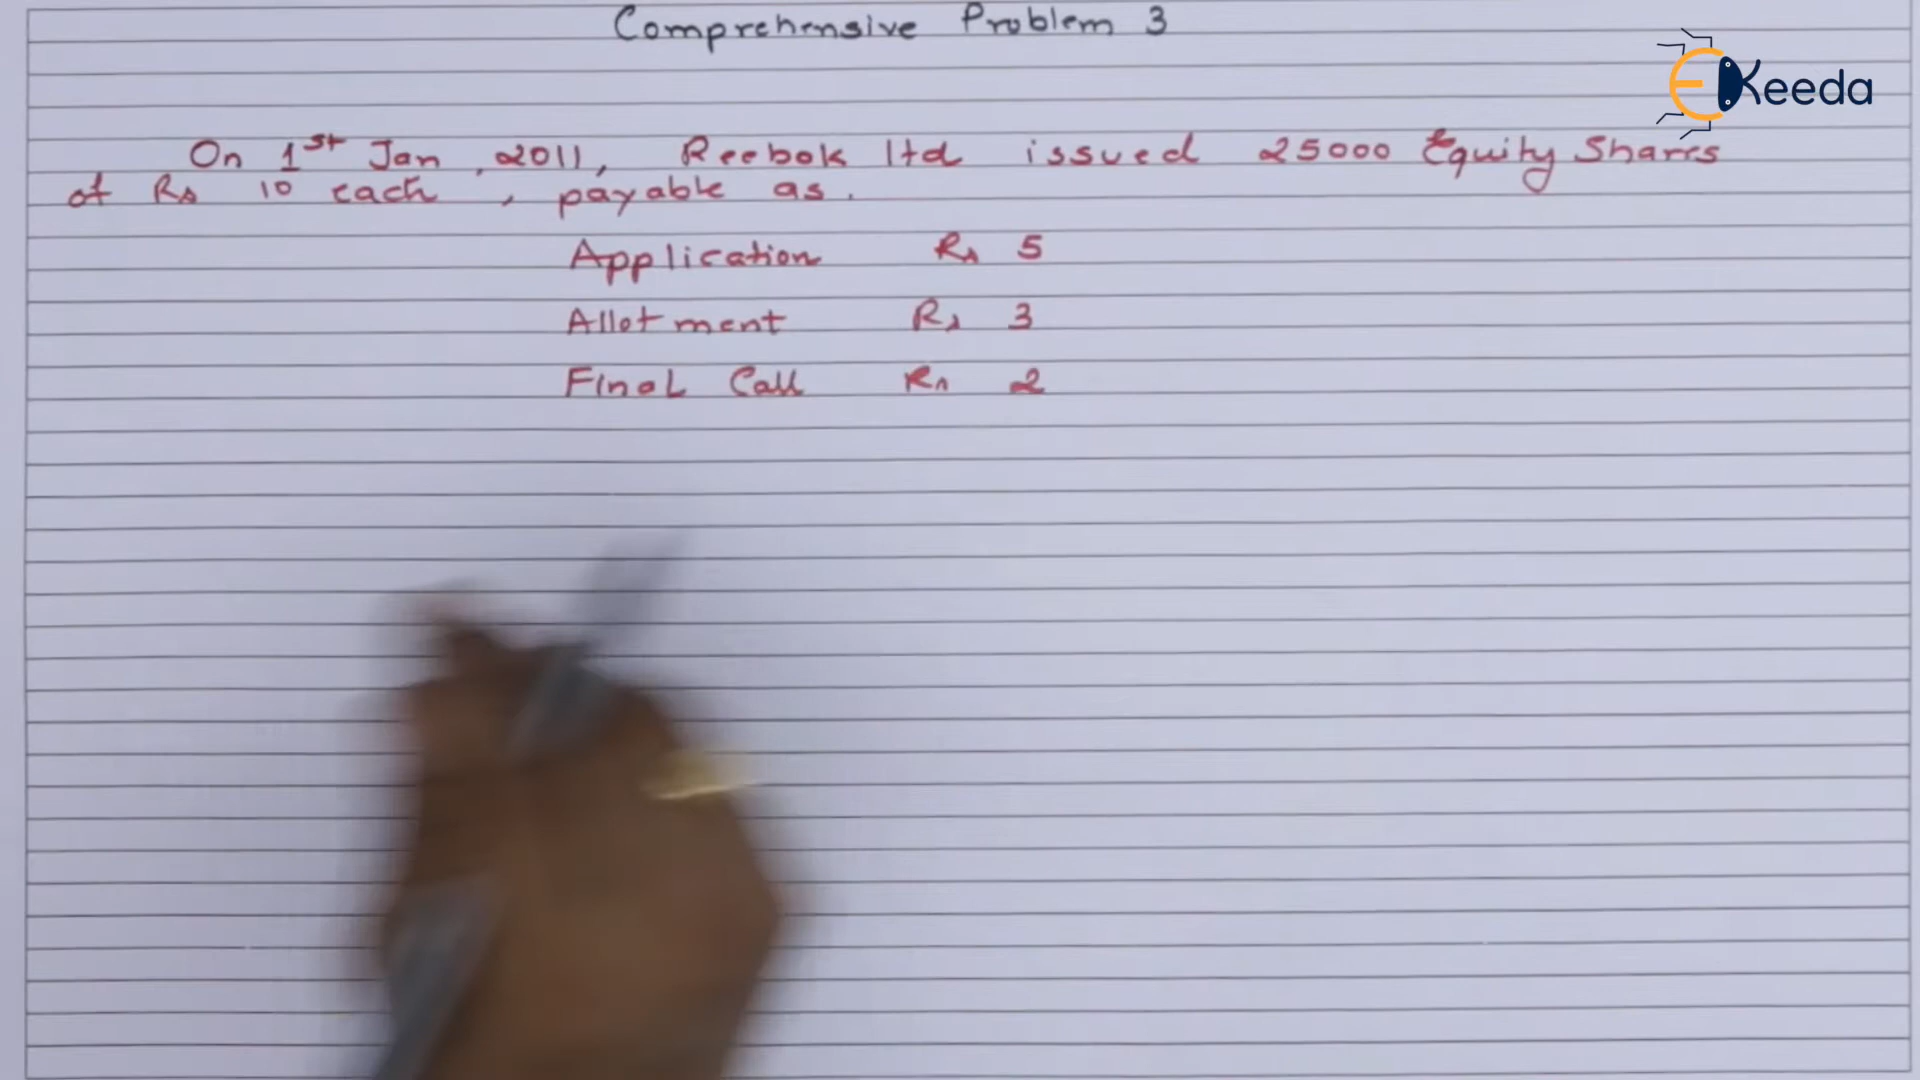 Comprehensive Problem 3
EKeeda
On 1st Jan, 2011, Reebok ltd issued 25000 Equity Shares
of Rs 10 each, payable as.
Application Rs 5
Allotment Rs 3
Final Call Rs 2